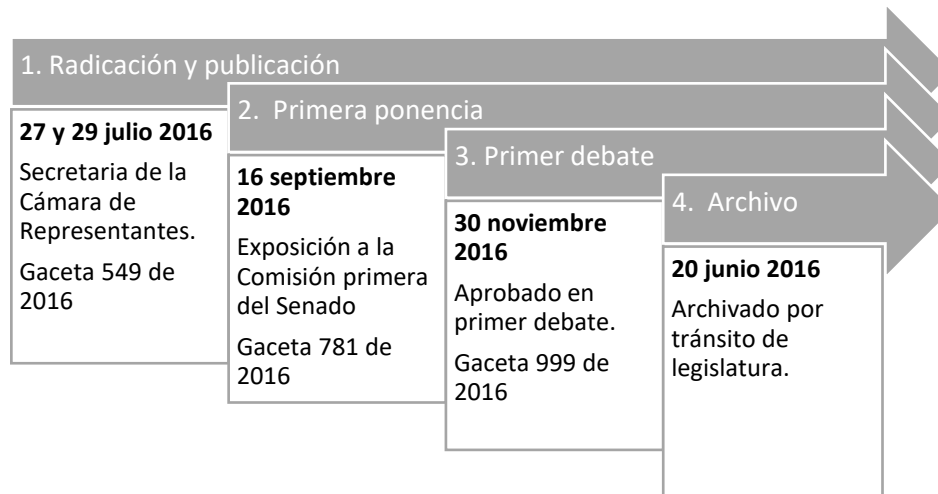 1. Radicación y publicación
27 y 29 julio 2016
Secretaria de la
Cámara de
Representantes.
Gaceta 549 de
2016
2. Primera ponencia
16 septiembre
2016
Exposición a la
Comisión primera
del Senado
Gaceta 781 de
2016
3. Primer debate
30 noviembre
2016
Aprobado en
primer debate.
Gaceta 999 de
2016
4. Archivo
20 junio 2016
Archivado por
tránsito de
legislatura.